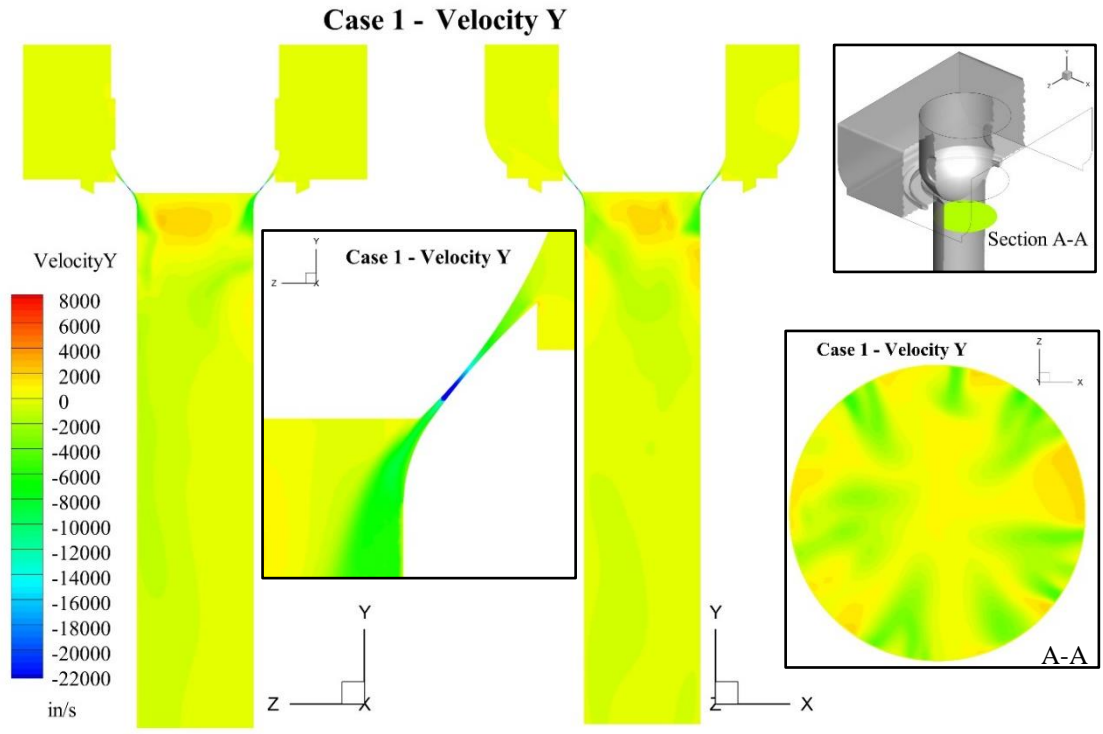 Case 1 - Velocity Y
Y
Z
X
Section A-A
Y
Z
X
Case 1 - Velocity Y
VelocityY
8000
6000
4000
2000
0
-2000
-4000
-6000
-8000
-10000
-12000
-14000
-16000
-18000
-20000
-22000
in/s
Case 1 - Velocity Y
Z
Y
X
A-A
Y
Z
X
Y
Z
X